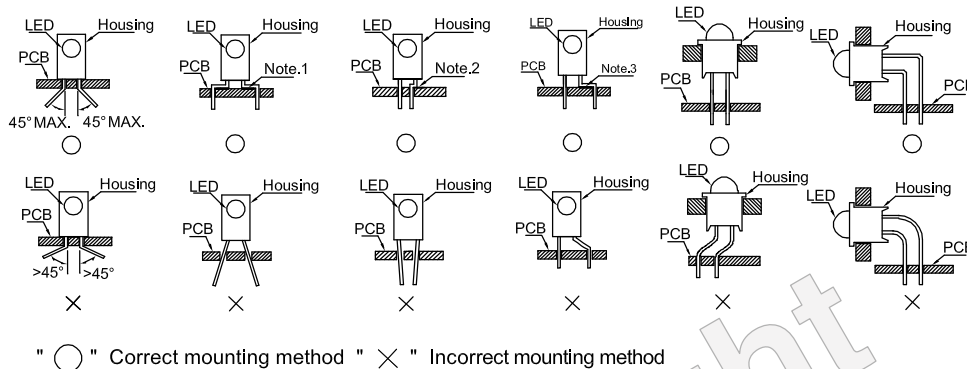 LED Housing LED Housing LED Housing LED Housing LED Housing LED Housing
PCB PCB Note.1 PCB Note.2 PCB Note.3 PCB PCB
45° MAX. 45° MAX.
LED Housing LED Housing LED Housing LED Housing LED Housing LED Housing
PCB PCB PCB PCB PCB PCB
>45° >45°
" ◯ " Correct mounting method " ╳ " Incorrect mounting method
ht